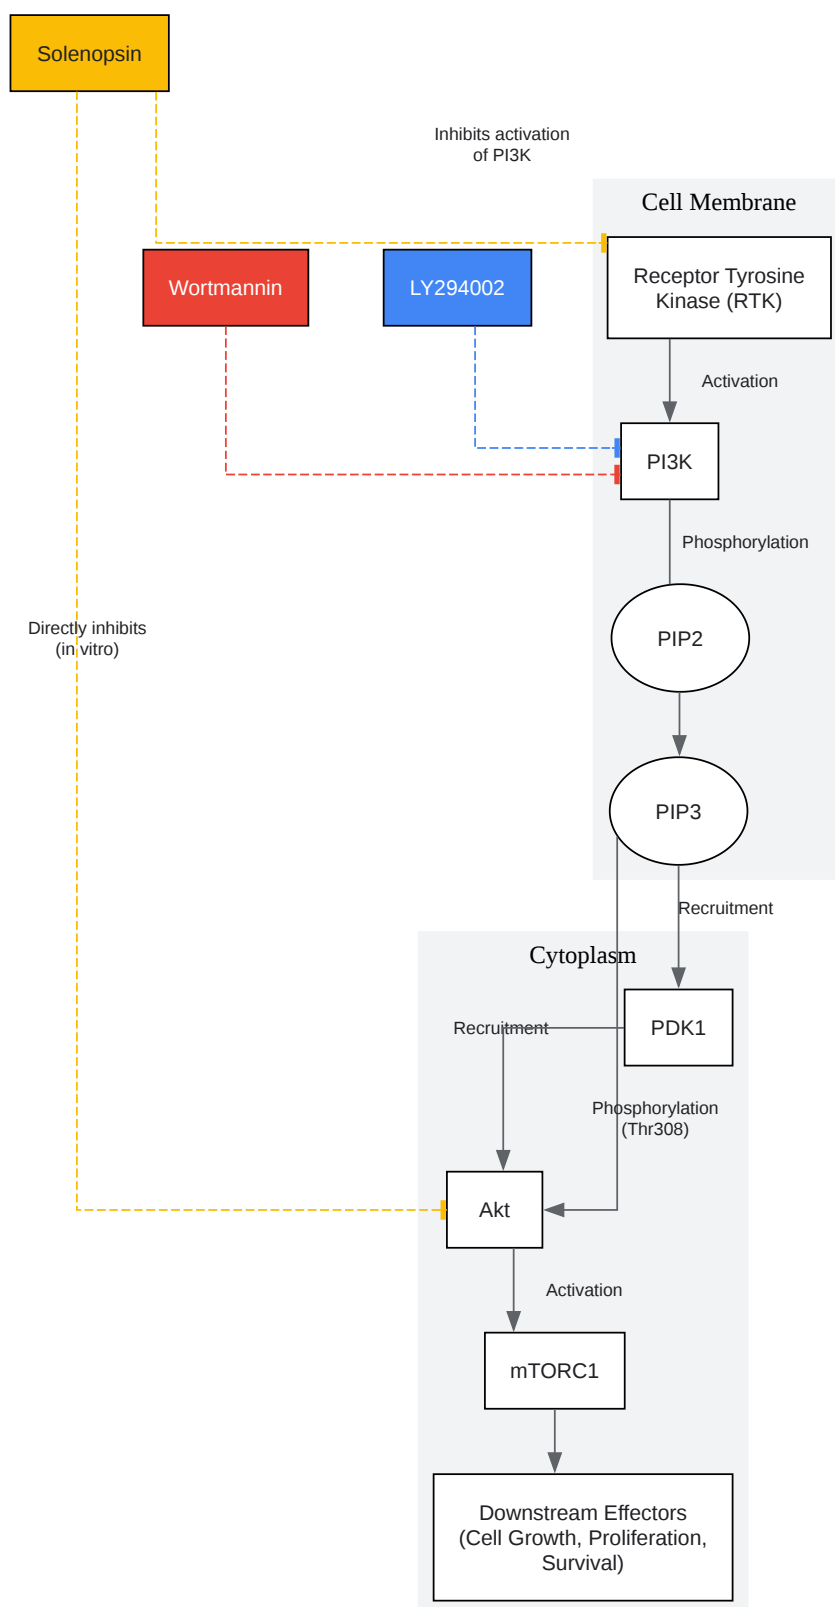 Solenopsin
Inhibits activation
of PI3K
Cell Membrane
Receptor Tyrosine
Kinase (RTK)
Wortmannin
LY294002
Activation
PI3K
Phosphorylation
Directly inhibits
(in vitro)
PIP2
PIP3
Recruitment
Cytoplasm
PDK1
Recruitment
Phosphorylation
(Thr308)
Akt
Activation
mTORC1
Downstream Effectors
(Cell Growth, Proliferation,
Survival)